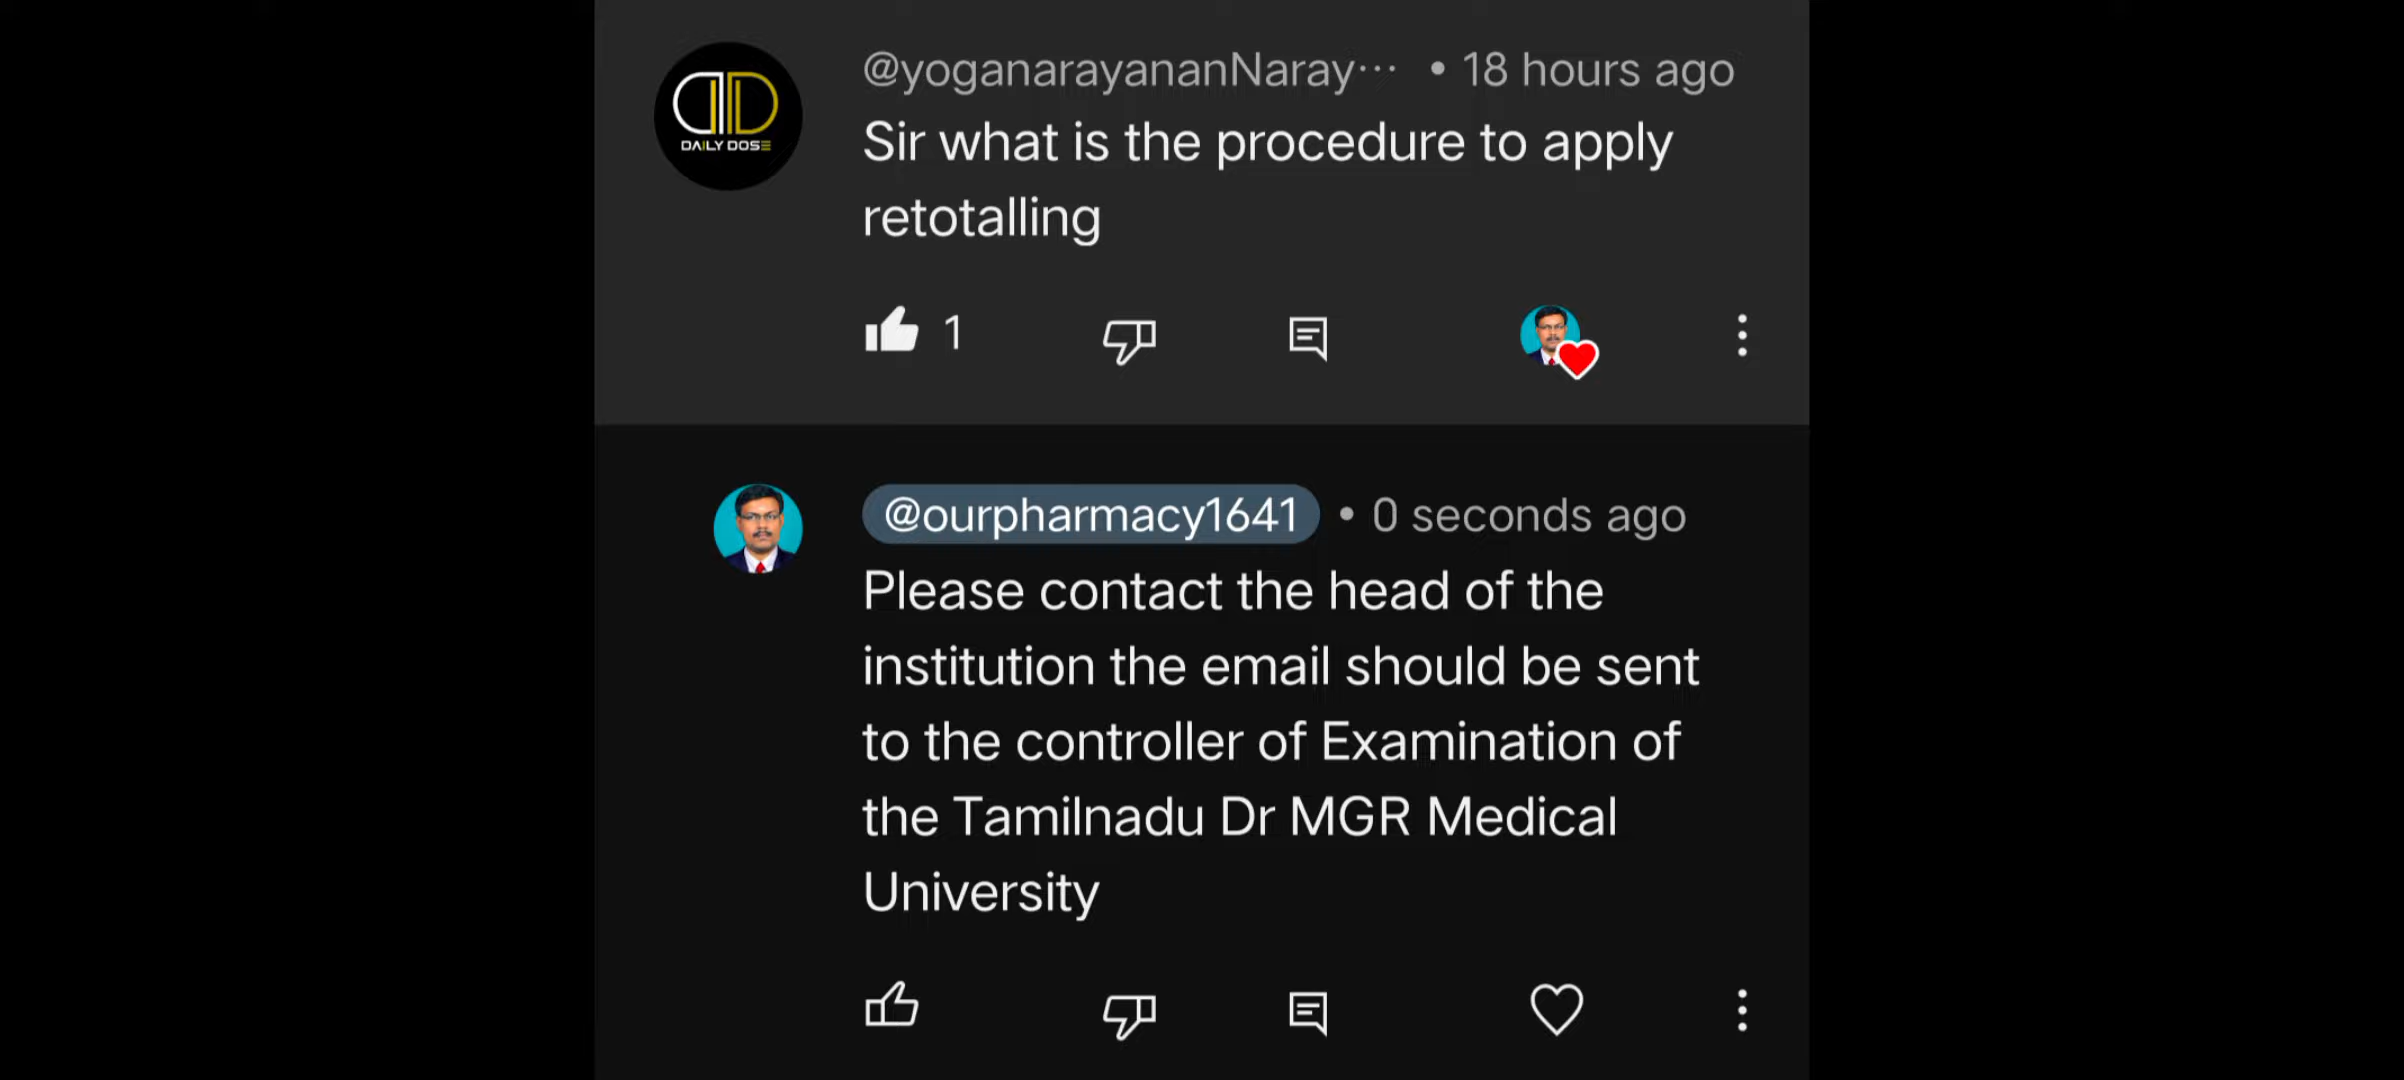 @yoganarayananNaray... • 18 hours ago
DAILY DOSE
Sir what is the procedure to apply
retotalling
1
@ourpharmacy1641 • 0 seconds ago
Please contact the head of the
institution the email should be sent
to the controller of Examination of
the Tamilnadu Dr MGR Medical
University